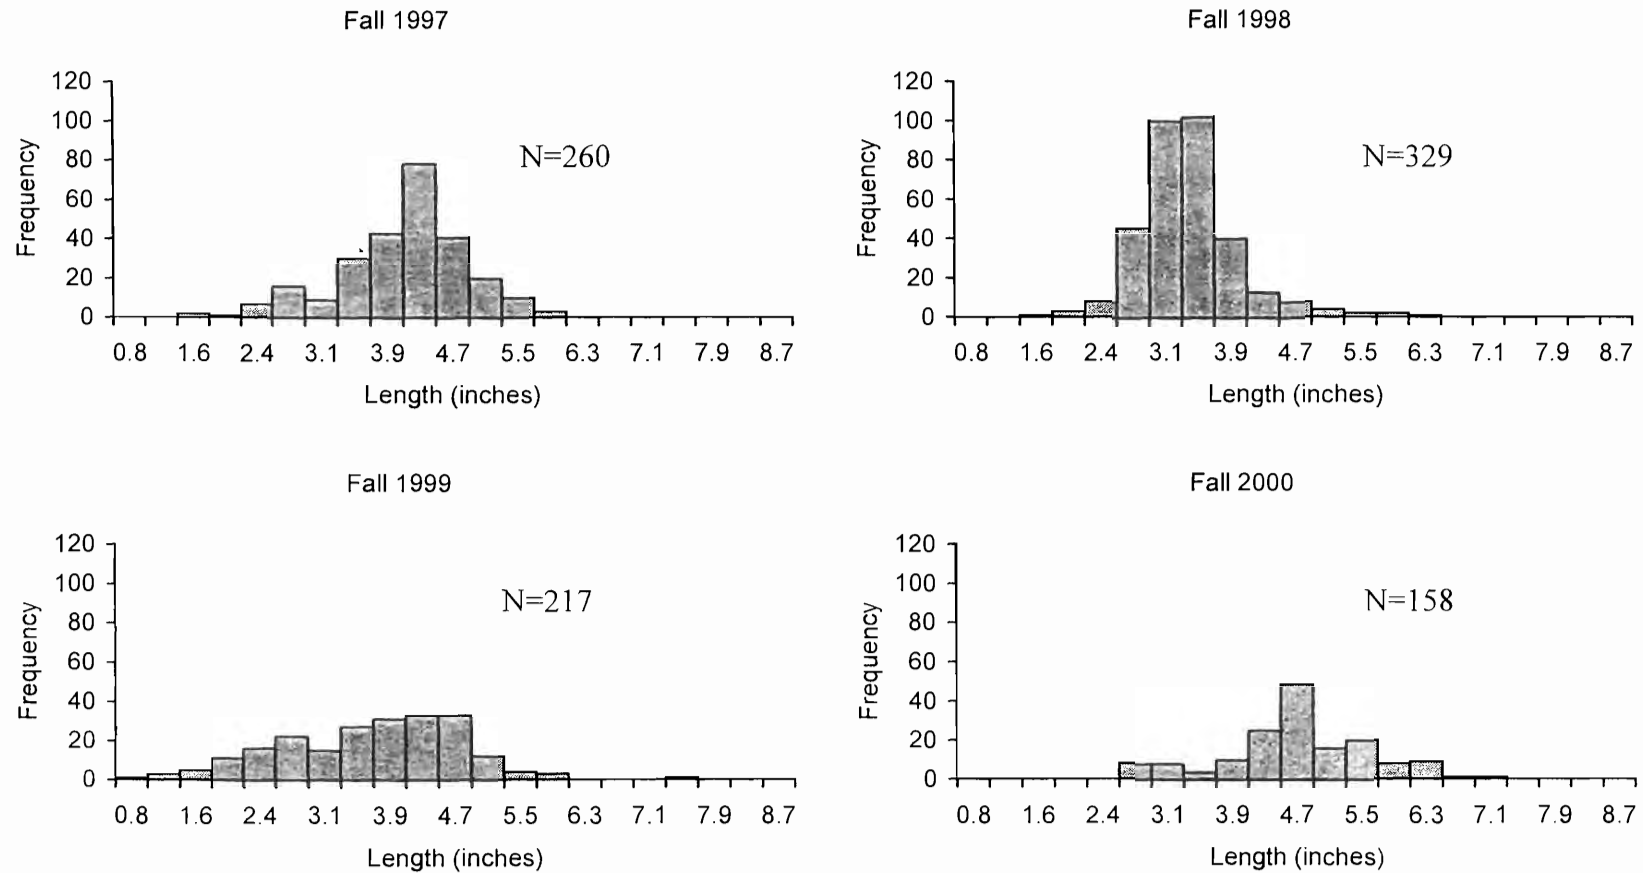 Fall 1997
120
100
80
60
40
20
0
Frequency
N=260
0.8 1.6 2.4 3.1 3.9 4.7 5.5 6.3 7.1 7.9 8.7
Length (inches)
Fall 1998
120
100
80
60
40
20
0
Frequency
N=329
0.8 1.6 2.4 3.1 3.9 4.7 5.5 6.3 7.1 7.9 8.7
Length (inches)
Fall 1999
120
100
80
60
40
20
0
Frequency
N=217
0.8 1.6 2.4 3.1 3.9 4.7 5.5 6.3 7.1 7.9 8.7
Length (inches)
Fall 2000
120
100
80
60
40
20
0
Frequency
N=158
0.8 1.6 2.4 3.1 3.9 4.7 5.5 6.3 7.1 7.9 8.7
Length (inches)